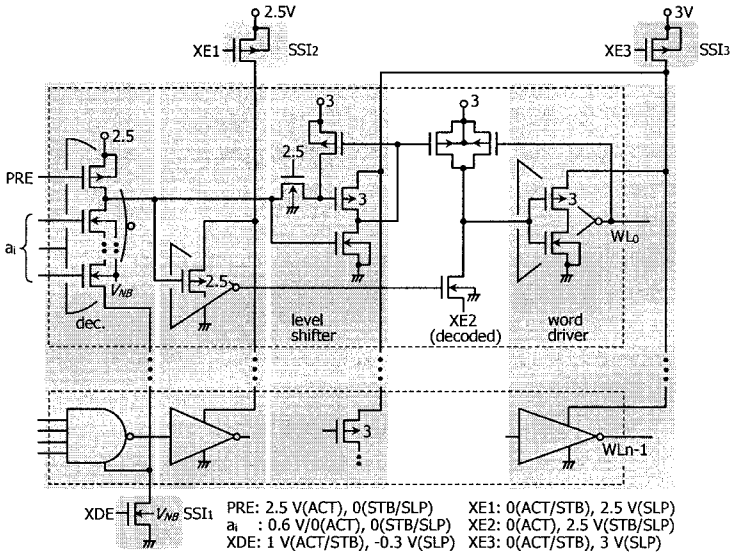 2.5V
3V
XE1
SSI2
XE3
SSI3
3
3
2.5
2.5
PRE
3
3
ai
WL0
2.5
VNB
dec.
level
shifter
XE2
(decoded)
word
driver
3
WLn-1
XDE
VNB
SSI1
PRE: 2.5 V(ACT), 0(STB/SLP)
ai : 0.6 V/0(ACT), 0(STB/SLP)
XDE: 1 V(ACT/STB), -0.3 V(SLP)
XE1: 0(ACT/STB), 2.5 V(SLP)
XE2: 0(ACT), 2.5 V(STB/SLP)
XE3: 0(ACT/STB), 3 V(SLP)